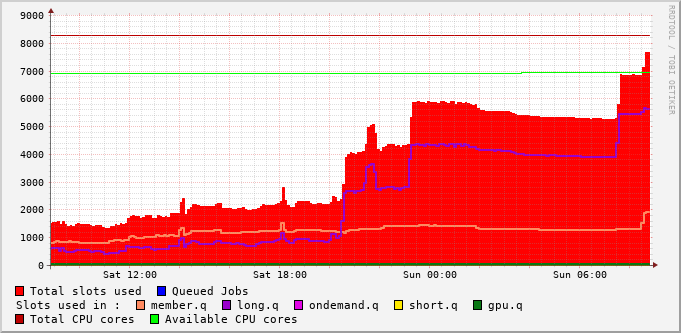 9000
8000
7000
6000
5000
4000
3000
2000
1000
0
Sat 12:00 Sat 18:00 Sun 00:00 Sun 06:00
RRDTOOL / TOBI OETIKER
Total slots used Queued Jobs
Slots used in : member.q long.q ondemand.q short.q gpu.q
Total CPU cores Available CPU cores